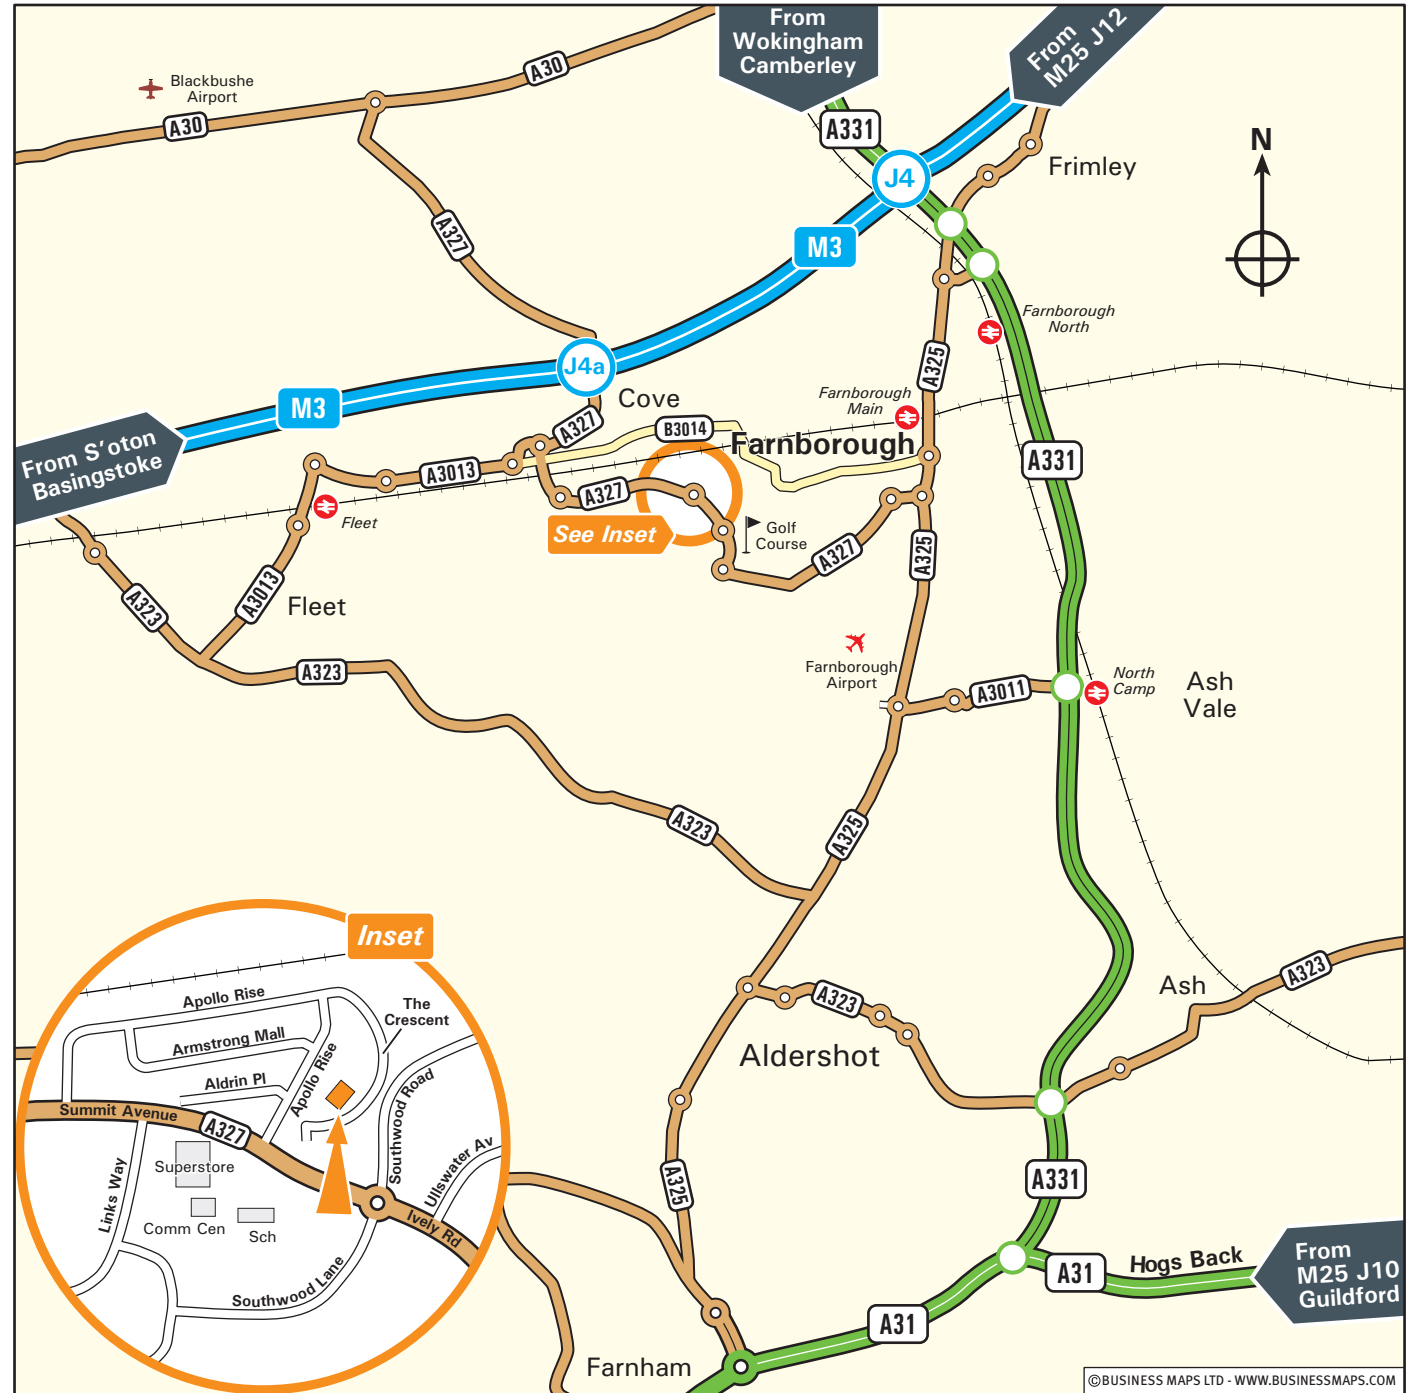 From
Wokingham
Camberley
From
M25 J12
A30
Blackbushe
Airport
A30
A331
N
J4
Frimley
A327
M3
Farnborough
North
J4a
A325
Cove
Farnborough
Main
M3
A327
B3014
Farnborough
From S'oton
Basingstoke
A3013
A331
A327
Fleet
See Inset
Golf
Course
A327
A325
A3013
A323
Fleet
Farnborough
Airport
A323
A3011
North
Camp
Ash
Vale
A323
A325
Inset
Ash
A323
A323
Aldershot
Apollo Rise
The
Crescent
Armstrong Mall
Apollo Rise
Aldrin Pl
Southwood Road
Summit Avenue
A327
Superstore
Links Way
Ullswater Av
Comm Cen
Sch
Ively Rd
Southwood Lane
A325
A331
Hogs Back
A31
From
M25 J10
Guildford
A31
Farnham
©BUSINESS MAPS LTD - WWW.BUSINESSMAPS.COM